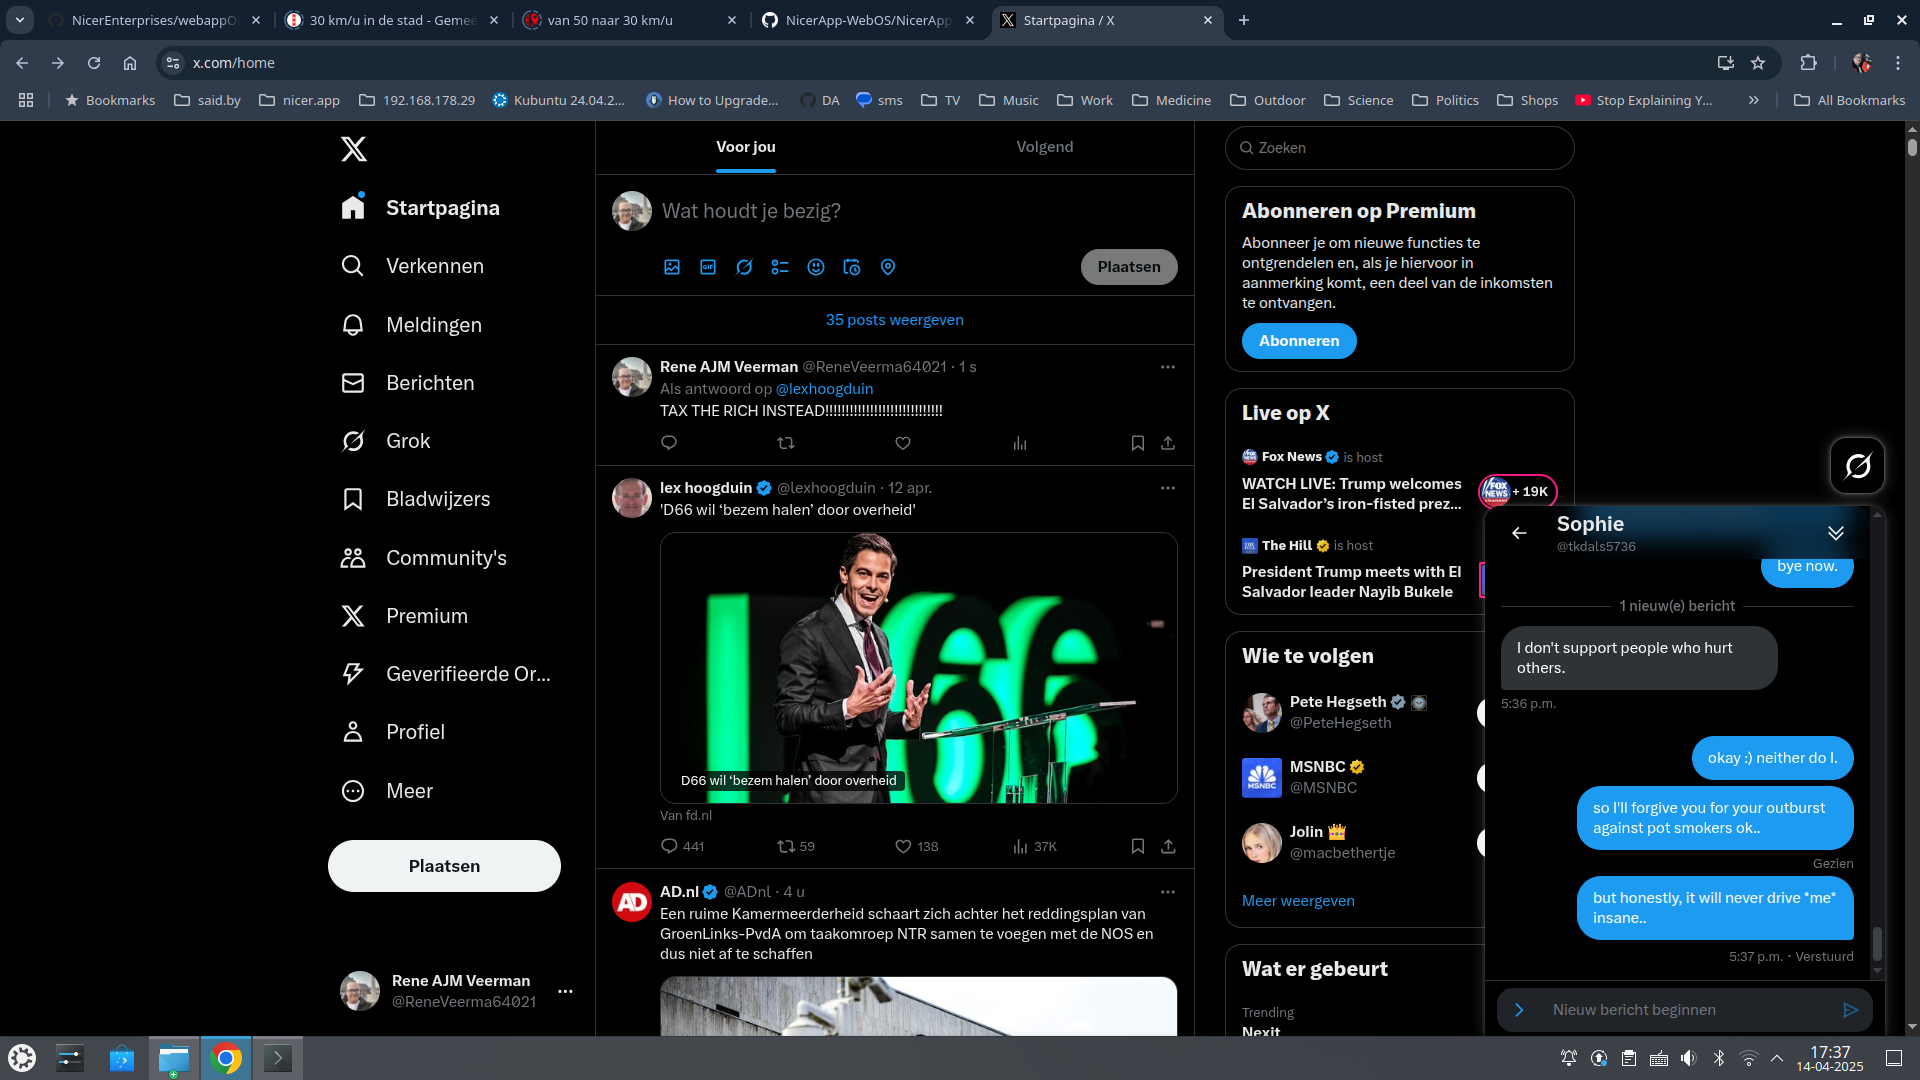 NicerEnterprises/webappO
30 km/u in de stad - Gemee
van 50 naar 30 km/u
NicerApp-WebOS/NicerApp
Startpagina / X
x.com/home
Bookmarks
said.by
nicer.app
192.168.178.29
Kubuntu 24.04.2...
How to Upgrade...
DA
sms
TV
Music
Work
Medicine
Outdoor
Science
Politics
Shops
Stop Explaining Y...
All Bookmarks
Startpagina
Verkennen
Meldingen
Berichten
Grok
Bladwijzers
Community's
Premium
Geverifieerde Or...
Profiel
Meer
Plaatsen
Rene AJM Veerman
@ReneVeerma64021
Voor jou
Volgend
Wat houdt je bezig?
GIF
Plaatsen
35 posts weergeven
Rene AJM Veerman @ReneVeerma64021 · 1 s
Als antwoord op @lexhoogduin
TAX THE RICH INSTEAD!!!!!!!!!!!!!!!!!!!!!!!!!!!!!
lex hoogduin @lexhoogduin · 12 apr.
'D66 wil ‘bezem halen’ door overheid'
D66 wil ‘bezem halen’ door overheid
Van fd.nl
441
59
138
37K
AD
AD.nl @ADnl · 4 u
Een ruime Kamermeerderheid schaart zich achter het reddingsplan van
GroenLinks-PvdA om taakomroep NTR samen te voegen met de NOS en
dus niet af te schaffen
Zoeken
Abonneren op Premium
Abonneer je om nieuwe functies te
ontgrendelen en, als je hiervoor in
aanmerking komt, een deel van de inkomsten
te ontvangen.
Abonneren
Live op X
Fox News is host
WATCH LIVE: Trump welcomes
El Salvador’s iron-fisted prez...
FOX NEWS
+ 19K
The Hill is host
President Trump meets with El
Salvador leader Nayib Bukele
Wie te volgen
Pete Hegseth
@PeteHegseth
MSNBC
MSNBC
@MSNBC
Jolin
@macbethertje
Meer weergeven
Wat er gebeurt
Trending
Nexit
Sophie
@tkdals5736
bye now.
1 nieuw(e) bericht
I don't support people who hurt
others.
5:36 p.m.
okay :) neither do I.
so I'll forgive you for your outburst
against pot smokers ok..
Gezien
but honestly, it will never drive *me*
insane..
5:37 p.m. · Verstuurd
Nieuw bericht beginnen
17:37
14-04-2025